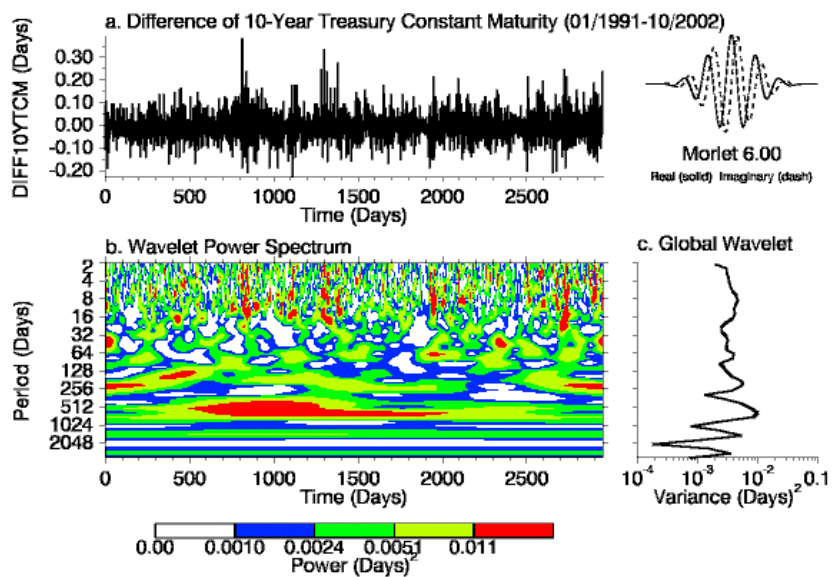 a. Difference of 10-Year Treasury Constant Maturity (01/1991-10/2002)
DIFF10YTCM (Days)
0.30
0.20
0.10
0.00
-0.10
-0.20
0 500 1000 1500 2000 2500
Time (Days)
Morlet 6.00
Real (solid) Imaginary (dash)
b. Wavelet Power Spectrum
Period (Days)
2
4
8
16
32
64
128
256
512
1024
2048
0 500 1000 1500 2000 2500
Time (Days)
c. Global Wavelet
10-4 10-3 10-2 0.1
Variance (Days)2
0.00 0.0010 0.0024 0.0051 0.011
Power (Days)2